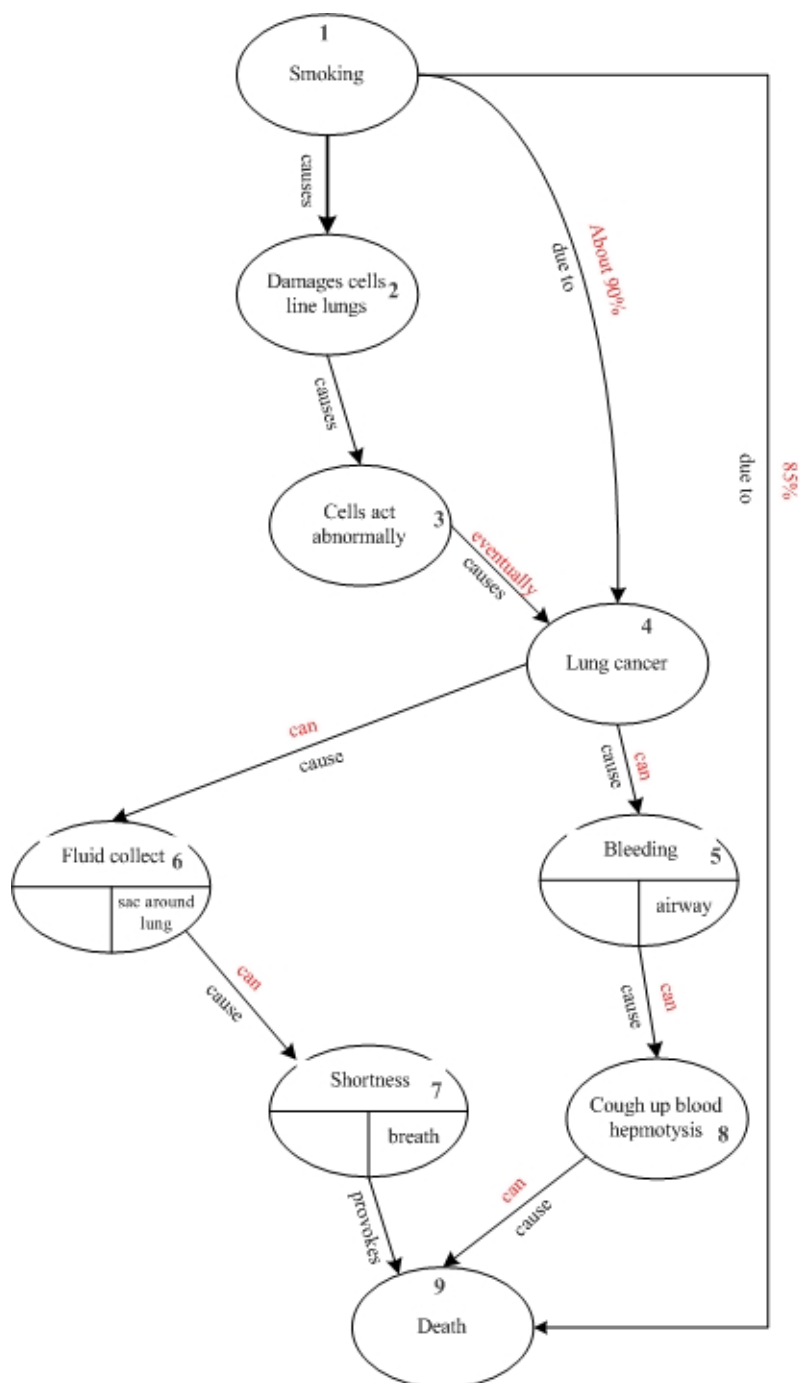 1
Smoking
causes
About 90%
due to
85%
due to
Damages cells
line lungs
2
causes
Cells act
abnormally
3
eventually
causes
4
Lung cancer
can
cause
can
cause
Fluid collect 6
sac around
lung
Bleeding 5
airway
can
cause
can
cause
Shortness
7
breath
Cough up blood
hepmotysis 8
provokes
can
cause
9
Death